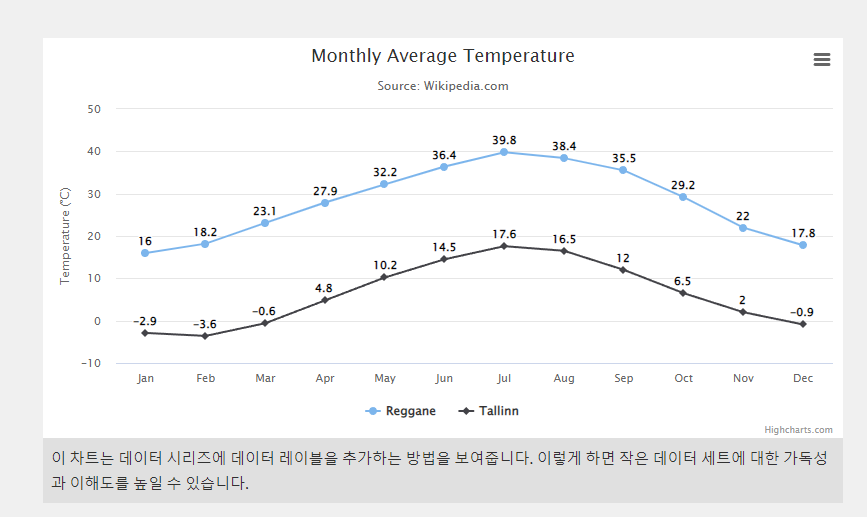 Monthly Average Temperature
Source: Wikipedia.com
Temperature (°C)
50
40
30
20
10
0
−10
16 18.2 23.1 27.9 32.2 36.4 39.8 38.4 35.5 29.2 22 17.8
−2.9 −3.6 −0.6 4.8 10.2 14.5 17.6 16.5 12 6.5 2 −0.9
Jan Feb Mar Apr May Jun Jul Aug Sep Oct Nov Dec
Reggane Tallinn
Highcharts.com
이 차트는 데이터 시리즈에 데이터 레이블을 추가하는 방법을 보여줍니다. 이렇게 하면 작은 데이터 세트에 대한 가독성
과 이해도를 높일 수 있습니다.